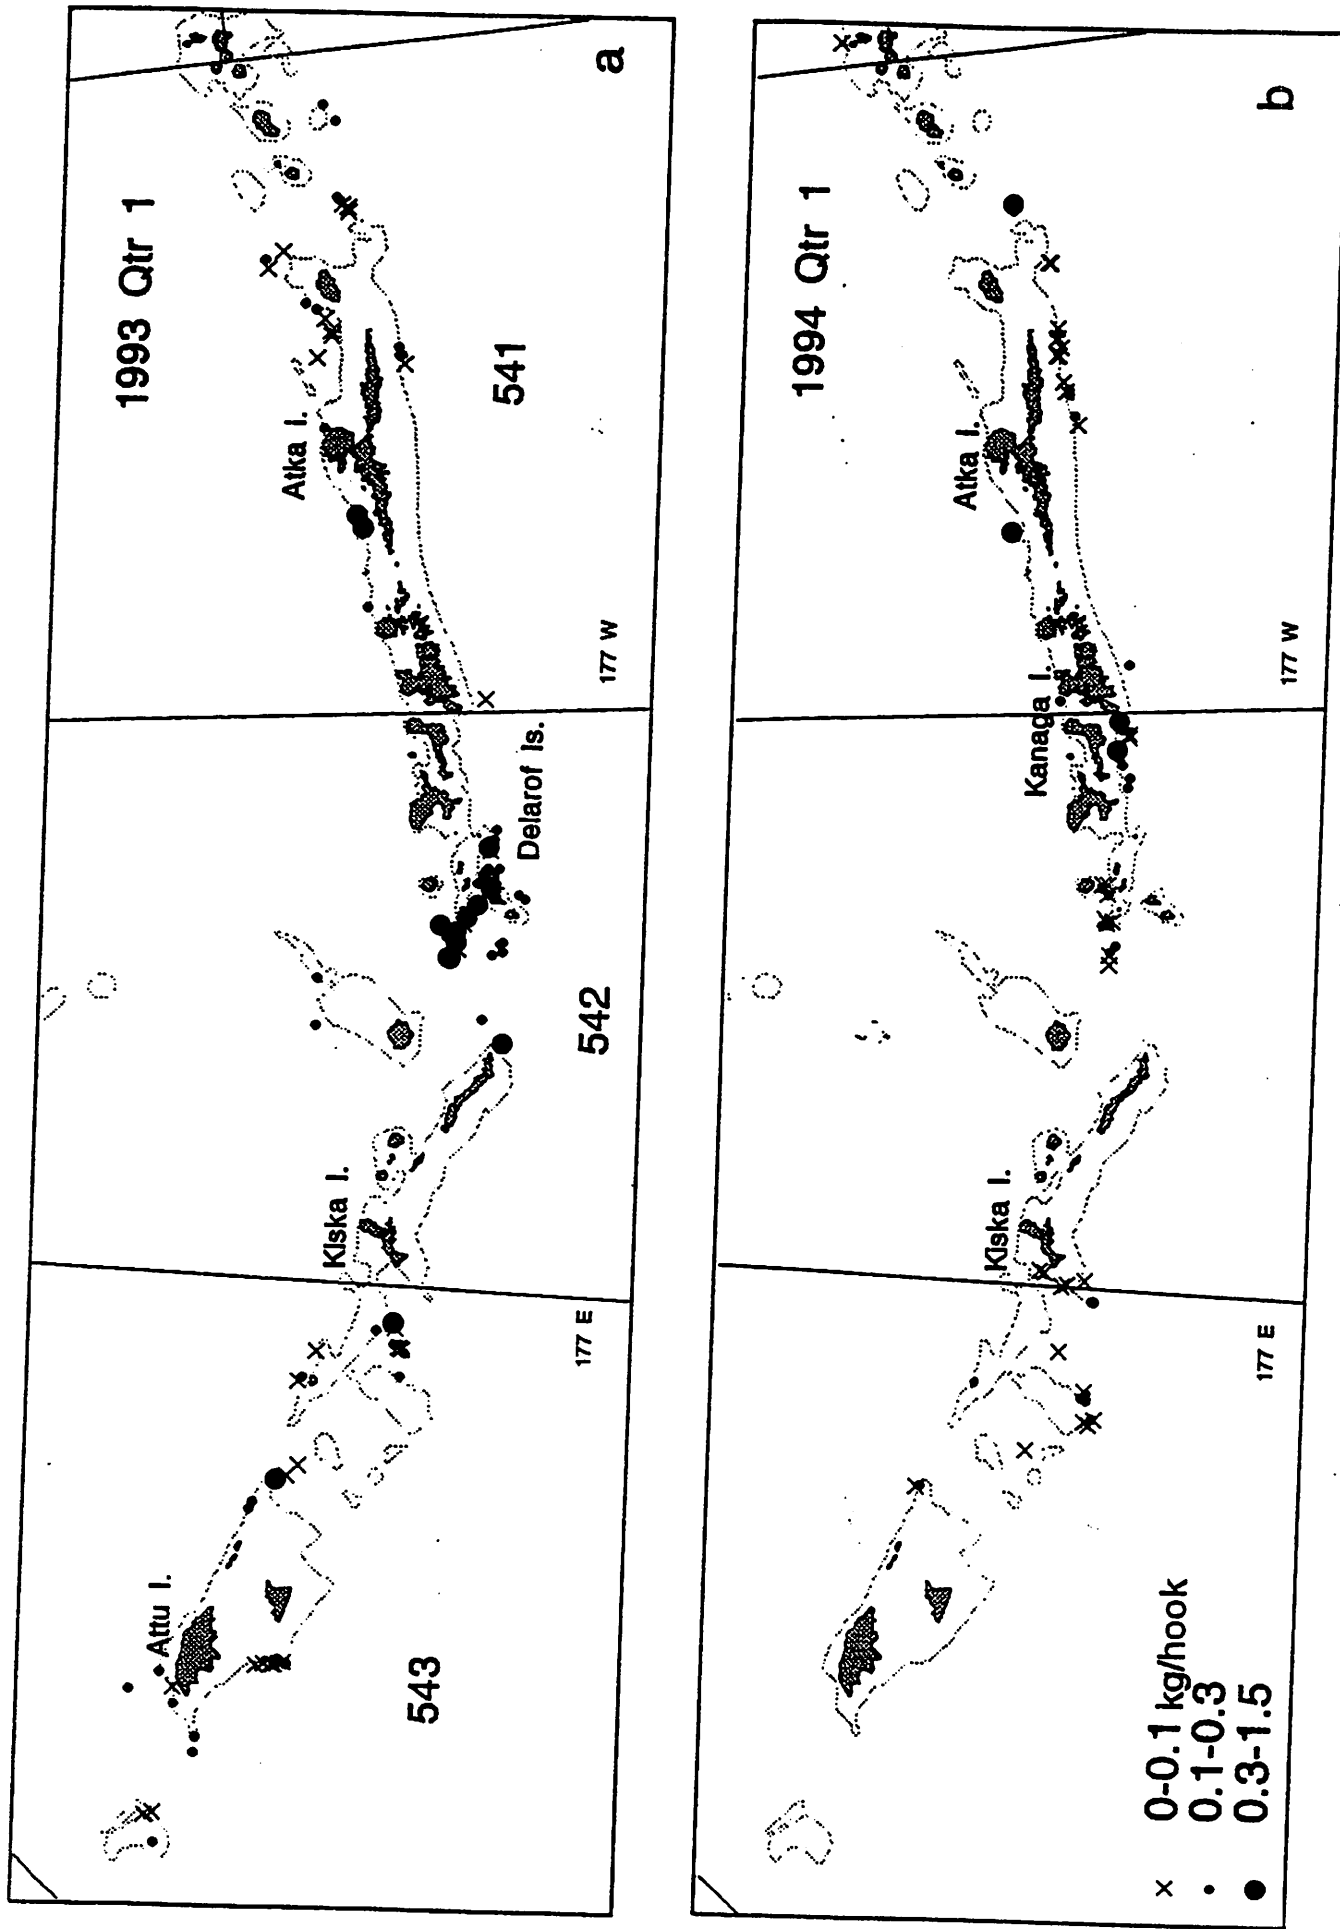 1993 Qtr 1
a
Attu I.
Kiska I.
Atka I.
Delarof Is.
543
542
541
177 E
177 W
1994 Qtr 1
b
Kiska I.
Kanaga I.
Atka I.
177 E
177 W
0-0.1 kg/hook
0.1-0.3
0.3-1.5